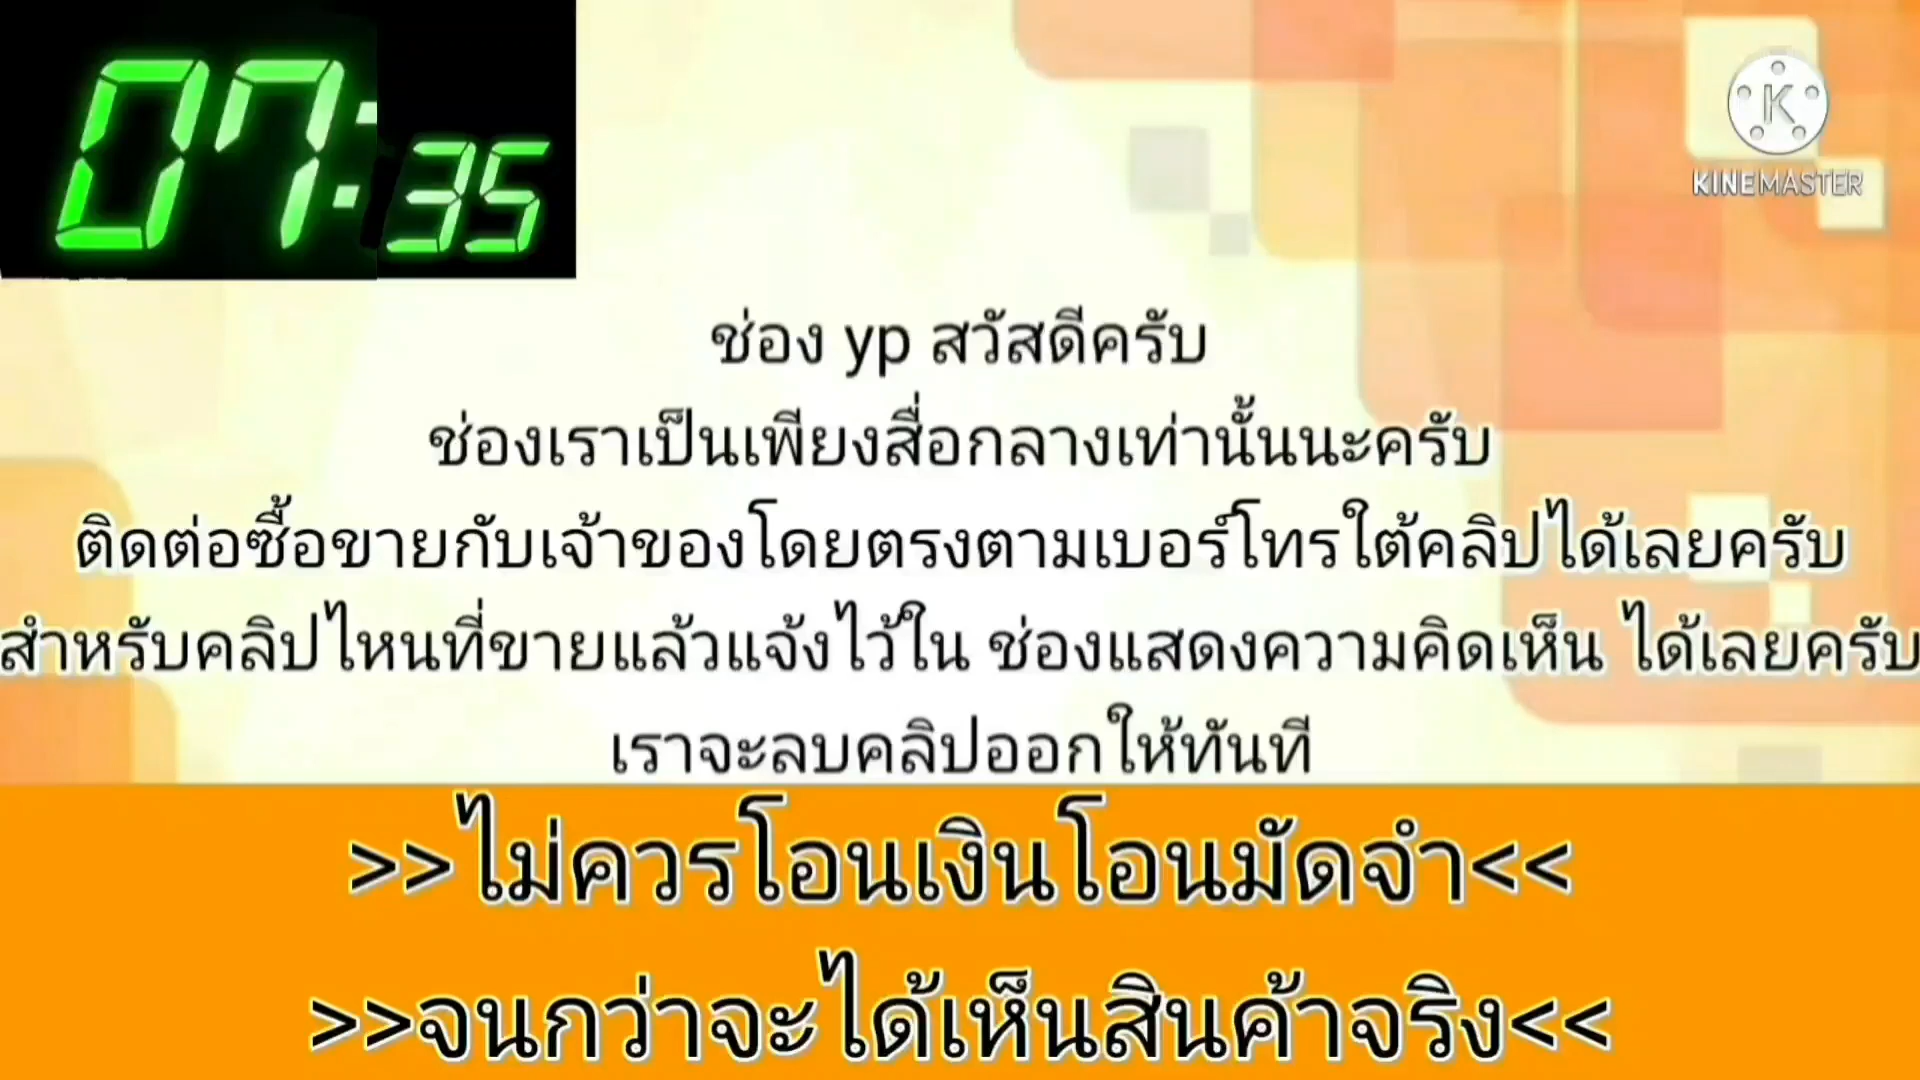 07:35
KINEMASTER
ช่อง yp สวัสดีครับ
ช่องเราเป็นเพียงสื่อกลางเท่านั้นนะครับ
ติดต่อซื้อขายกับเจ้าของโดยตรงตามเบอร์โทรใต้คลิปได้เลยครับ
สำหรับคลิปไหนที่ขายแล้วแจ้งไว้ใน ช่องแสดงความคิดเห็น ได้เลยครับ
เราจะลบคลิปออกให้ทันที
>>ไม่ควรโอนเงินโอนมัดจำ<<
>>จนกว่าจะได้เห็นสินค้าจริง<<